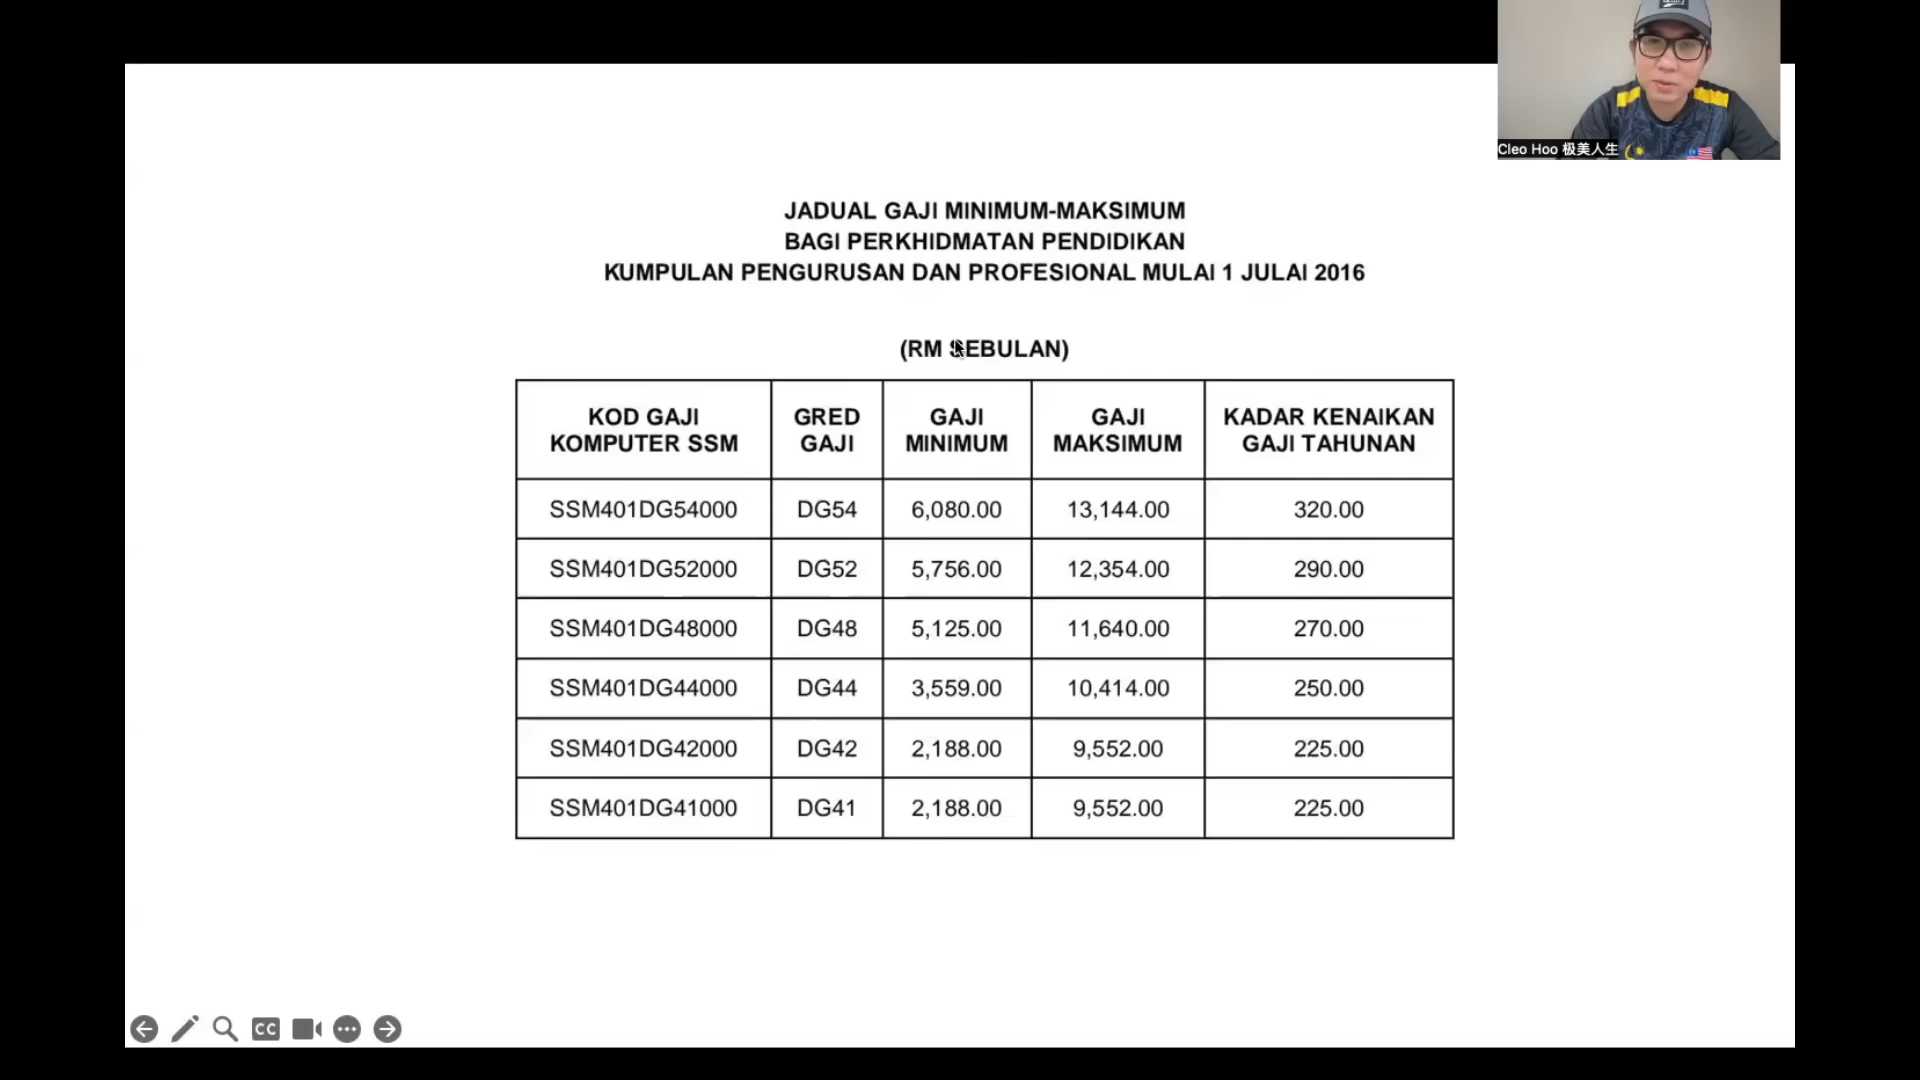 Cleo Hoo 极美人生
JADUAL GAJI MINIMUM-MAKSIMUM
BAGI PERKHIDMATAN PENDIDIKAN
KUMPULAN PENGURUSAN DAN PROFESIONAL MULAI 1 JULAI 2016
(RM SEBULAN)
KOD GAJI KOMPUTER SSM GRED GAJI GAJI MINIMUM GAJI MAKSIMUM KADAR KENAIKAN GAJI TAHUNAN
SSM401DG54000 DG54 6,080.00 13,144.00 320.00
SSM401DG52000 DG52 5,756.00 12,354.00 290.00
SSM401DG48000 DG48 5,125.00 11,640.00 270.00
SSM401DG44000 DG44 3,559.00 10,414.00 250.00
SSM401DG42000 DG42 2,188.00 9,552.00 225.00
SSM401DG41000 DG41 2,188.00 9,552.00 225.00
CC